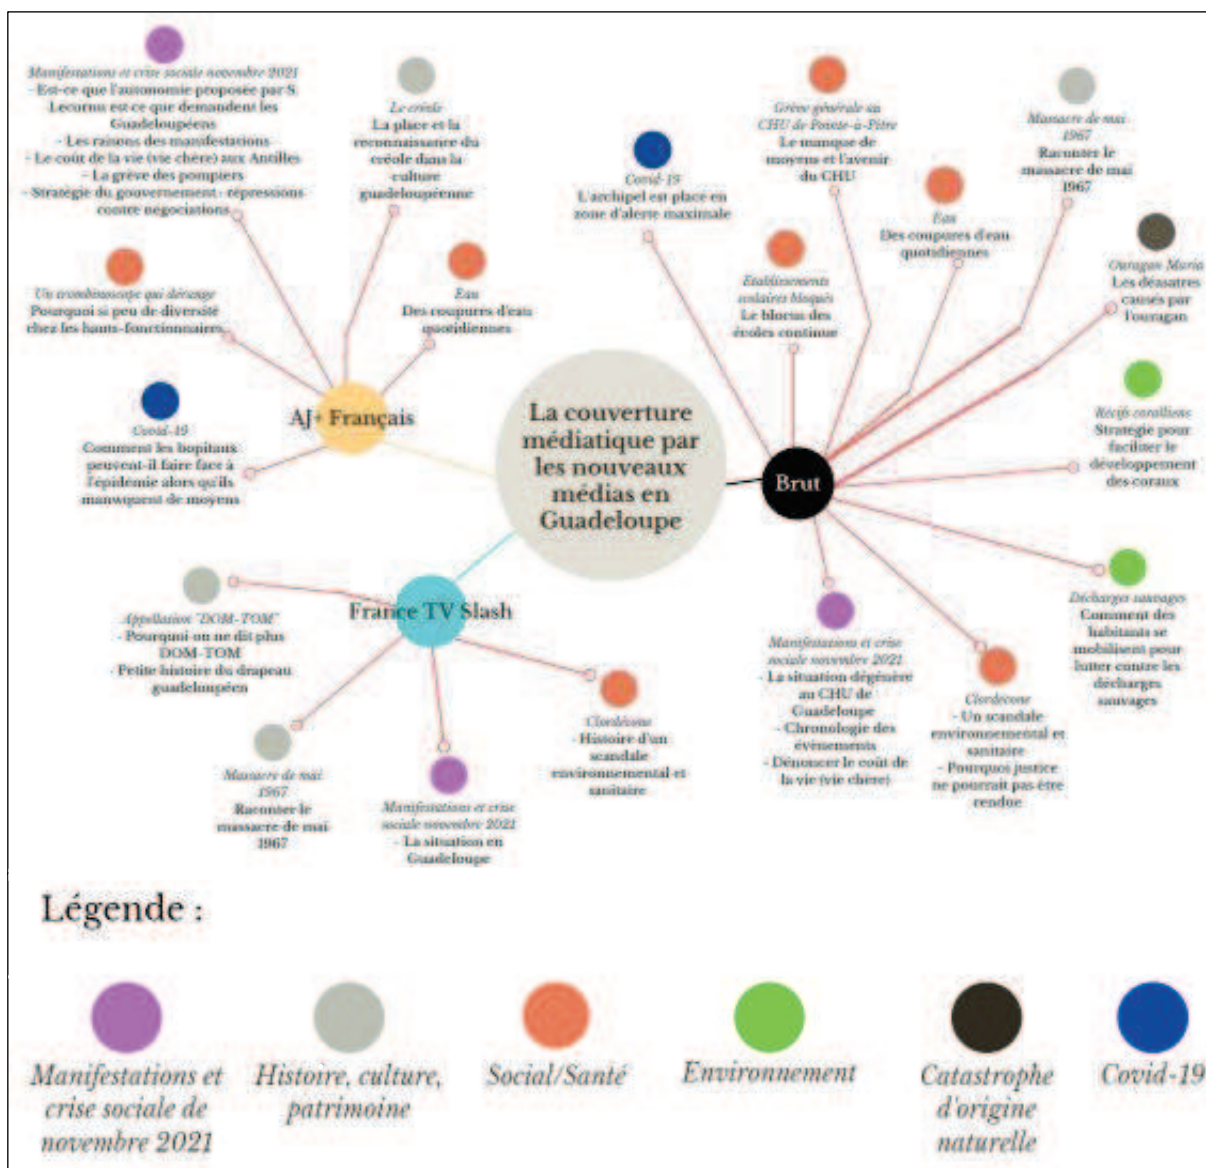 Manifestations et crise sociale novembre 2021
- Est-ce que l'autonomie proposée par S.
Lecornu est ce que demandent les
Guadeloupéens
- Les raisons des manifestations
- Le coût de la vie (vie chère) aux Antilles
- La grève des pompiers
- Stratégie du gouvernement : répressions
contre négociations
Le créole
La place et la
reconnaissance du
créole dans la
culture
guadeloupéenne
Un trombinoscope qui dérange
Pourquoi si peu de diversité
chez les hauts-fonctionnaires
Eau
Des coupures d'eau
quotidiennes
Covid-19
Comment les hopitaux
peuvent-il faire face à
l'épidémie alors qu'ils
manwquent de moyens
AJ+ Français
La couverture
médiatique par
les nouveaux
médias en
Guadeloupe
Covid-19
L'archipel est placé en
zone d'alerte maximale
Grève générale au
CHU de Pointe-à-Pitre
Le manque de
moyens et l'avenir
du CHU
Etablissements
scolaires bloqués
Le blocus des
écoles continue
Eau
Des coupures d'eau
quotidiennes
Massacre de mai
1967
Raconter le
massacre de mai
1967
Ouragan Maria
Les déasatres
causés par
l'ouragan
Récifs coralliens
Stratégie pour
faciliter le
développement
des coraux
Brut
Décharges sauvages
Comment des
habitants se
mobilisent pour
lutter contre les
décharges
sauvages
Manifestations et crise
sociale novembre 2021
- La situation dégénère
au CHU de
Guadeloupe
- Chronologie des
évènements
- Dénoncer le coût de
la vie (vie chère)
Clordécone
- Un scandale
environnemental et
sanitaire
- Pourquoi justice
ne pourrait pas être
rendue
France TV Slash
Appellation "DOM-TOM"
- Pourquoi on ne dit plus
DOM-TOM
- Petite histoire du drapeau
guadeloupéen
Massacre de mai
1967
Raconter le
massacre de mai
1967
Manifestations et crise
sociale novembre 2021
- La situation en
Guadeloupe
Clordécone
- Histoire d'un
scandale
environnemental et
sanitaire
Légende :
Manifestations et
crise sociale de
novembre 2021
Histoire, culture,
patrimoine
Social/Santé
Environnement
Catastrophe
d'origine
naturelle
Covid-19